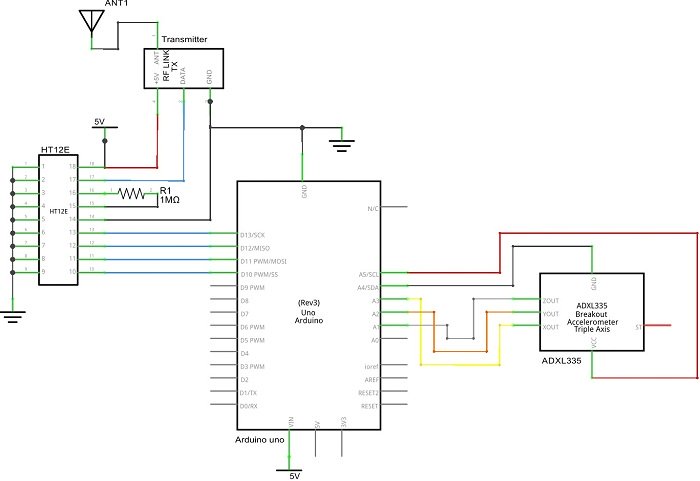 ANT1
Transmitter
ANT
RF LINK
TX
+5V
DATA
GND
5V
HT12E
1
2
3
4
5
6
7
8
9
HT12E
18
17
16
15
14
13
12
11
10
R1
1MΩ
GND
N/C
D13/SCK
D12/MISO
D11 PWM/MOSI
D10 PWM/SS
D9 PWM
D8
D7
D6 PWM
D5 PWM
D4
D3 PWM
D2
D1/TX
D0/RX
(Rev3)
Uno
Arduino
A5/SCL
A4/SDA
A3
A2
A1
A0
ioref
AREF
RESET2
RESET
VIN
5V
3V3
Arduino uno
5V
GND
ZOUT
YOUT
XOUT
ADXL335
Breakout
Accelerometer
Triple Axis
ST
VCC
ADXL335